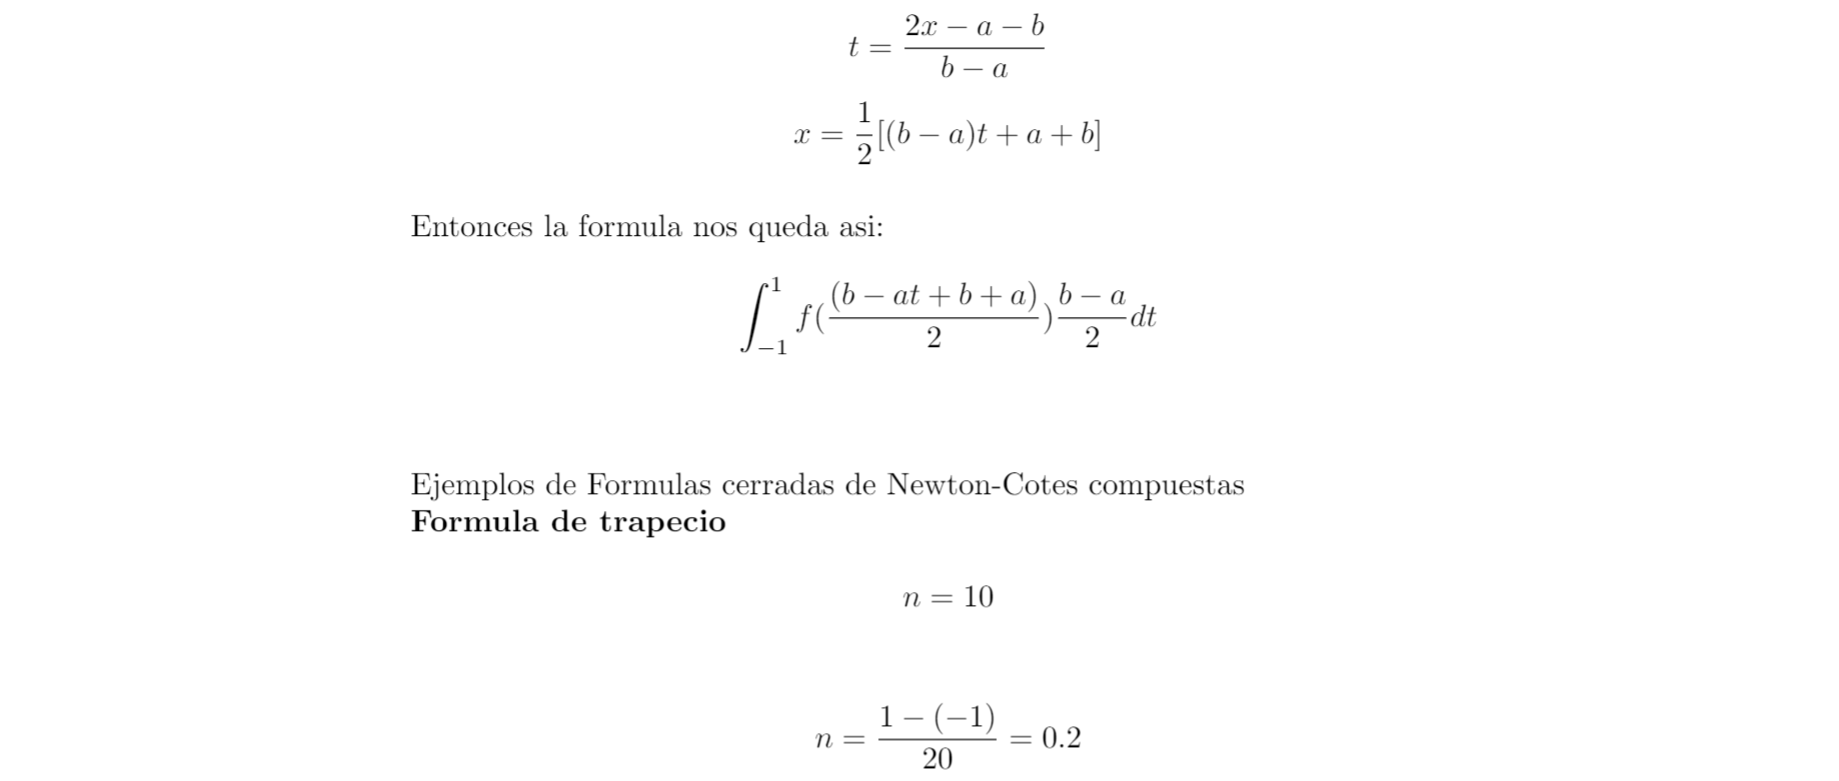 t = \frac{2x - a - b}{b - a}
x = \frac{1}{2}[(b - a)t + a + b]
Entonces la formula nos queda asi:
\int_{-1}^{1} f(\frac{(b - at + b + a)}{2})\frac{b - a}{2}dt
Ejemplos de Formulas cerradas de Newton-Cotes compuestas
Formula de trapecio
n = 10
n = \frac{1 - (-1)}{20} = 0.2